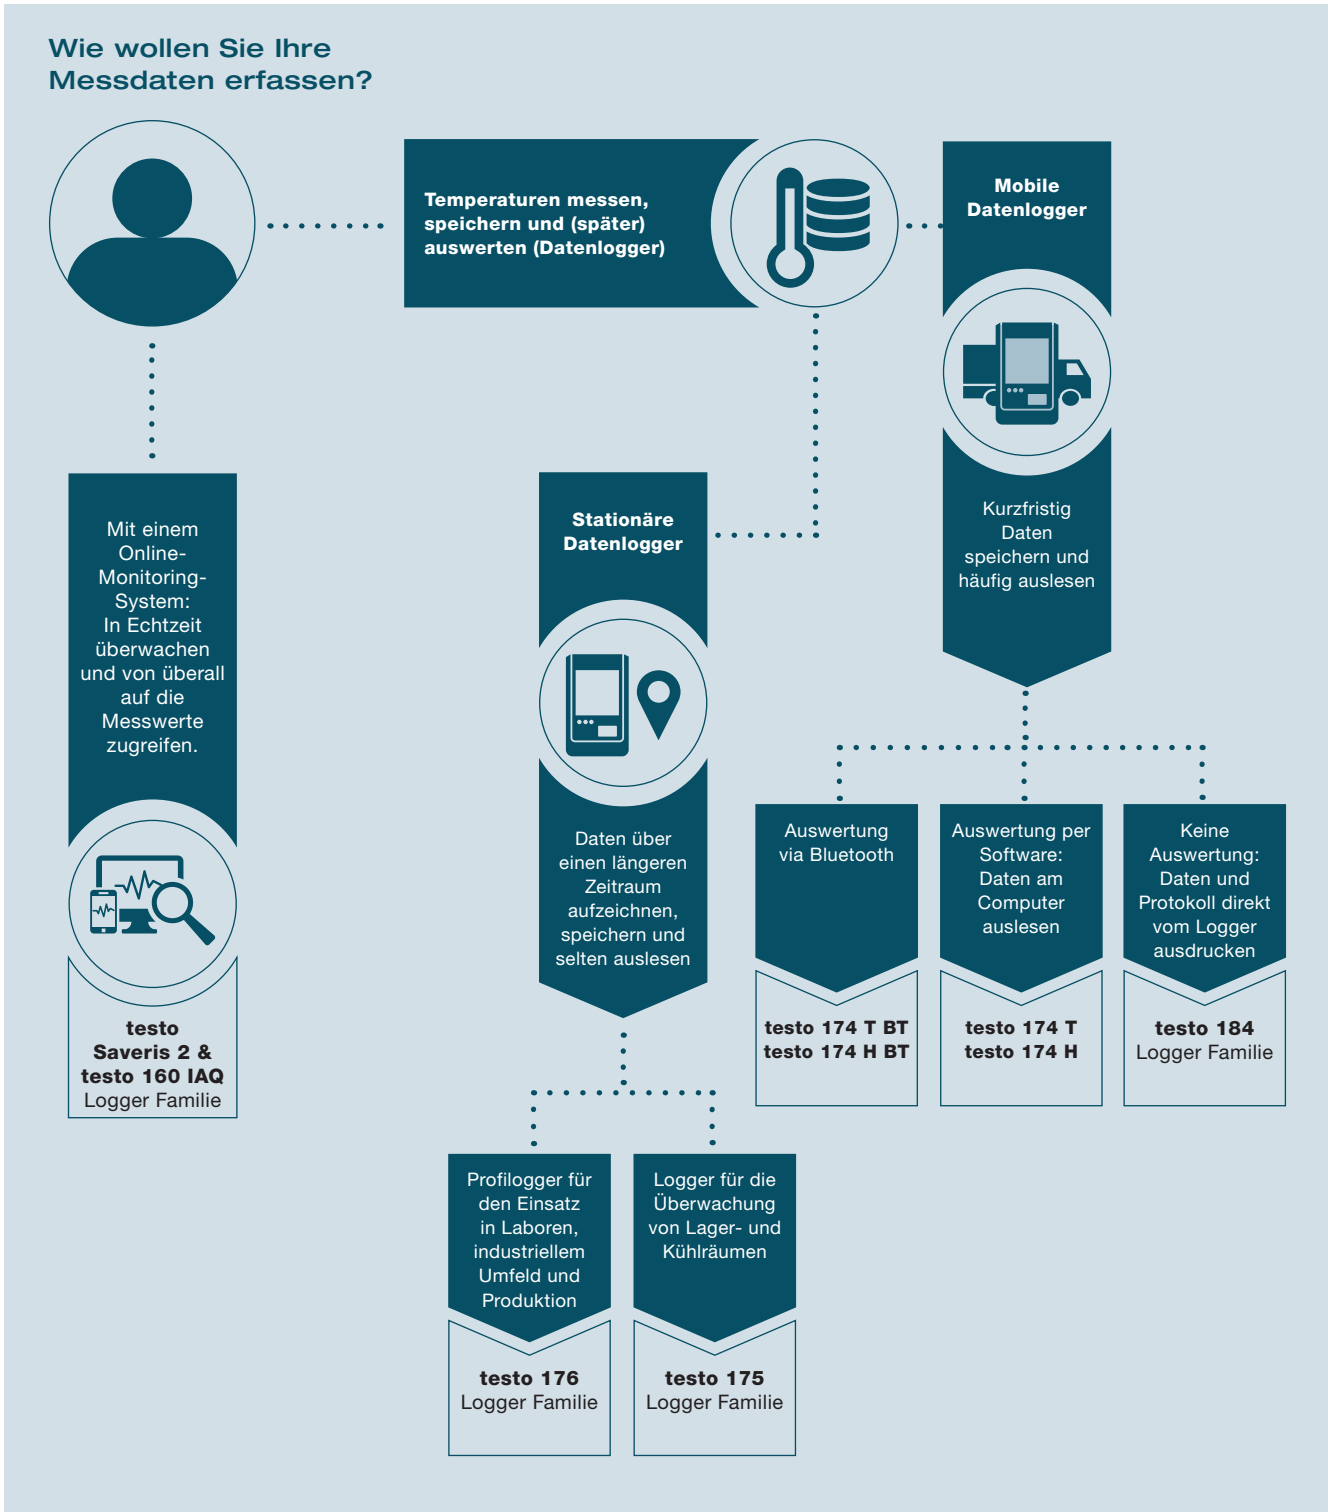 Wie wollen Sie Ihre
Messdaten erfassen?
Temperaturen messen,
speichern und (später)
auswerten (Datenlogger)
Mobile
Datenlogger
Kurzfristig
Daten
speichern und
häufig auslesen
Mit einem
Online-
Monitoring-
System:
In Echtzeit
überwachen
und von überall
auf die
Messwerte
zugreifen.
testo
Saveris 2 &
testo 160 IAQ
Logger Familie
Stationäre
Datenlogger
Daten über
einen längeren
Zeitraum
aufzeichnen,
speichern und
selten auslesen
Auswertung
via Bluetooth
testo 174 T BT
testo 174 H BT
Auswertung per
Software:
Daten am
Computer
auslesen
testo 174 T
testo 174 H
Keine
Auswertung:
Daten und
Protokoll direkt
vom Logger
ausdrucken
testo 184
Logger Familie
Profilogger für
den Einsatz
in Laboren,
industriellem
Umfeld und
Produktion
testo 176
Logger Familie
Logger für die
Überwachung
von Lager- und
Kühlräumen
testo 175
Logger Familie